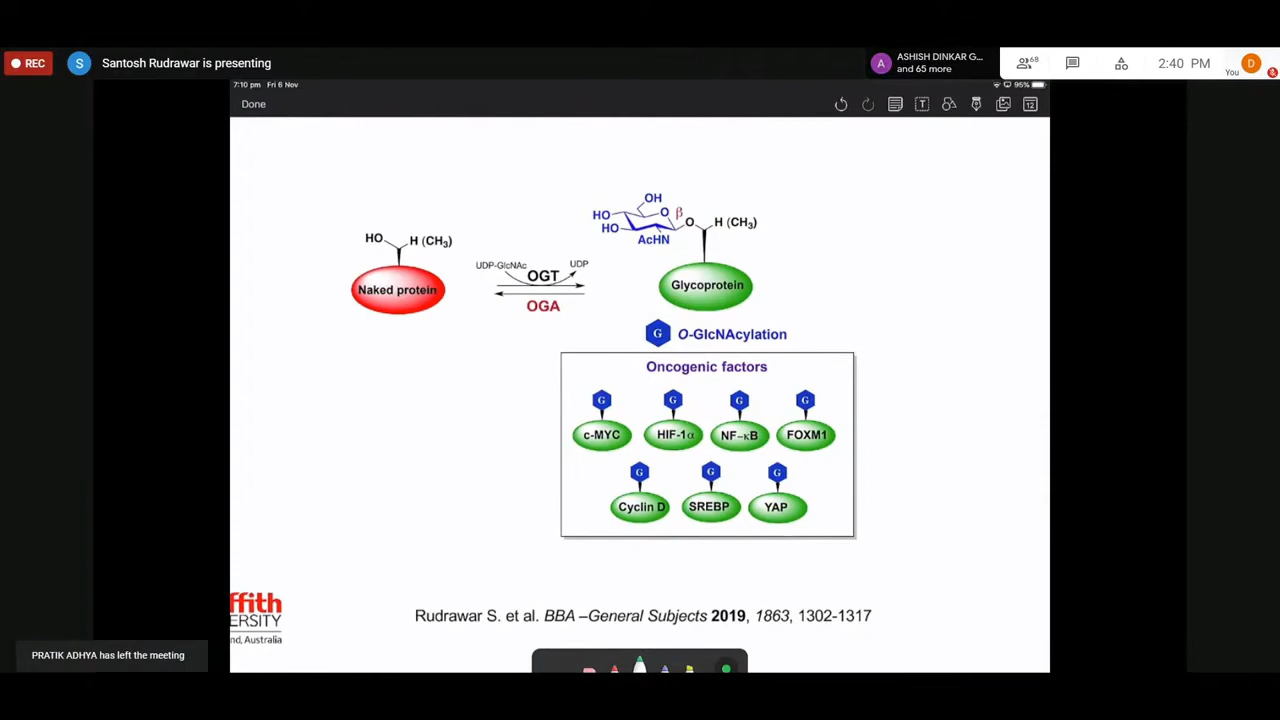 REC
S
Santosh Rudrawar is presenting
A
ASHISH DINKAR G...
and 65 more
68
2:40 PM
You
D
7:10 pm Fri 6 Nov
95%
Done
T
12
OH
HO
HO
O
β
O
H (CH₃)
AcHN
HO
H (CH₃)
UDP-GlcNAc
UDP
OGT
OGA
Naked protein
Glycoprotein
G
O-GlcNAcylation
Oncogenic factors
G G G G
c-MYC HIF-1α NF-κB FOXM1
G G G
Cyclin D SREBP YAP
ffith
ERSITY
nd, Australia
Rudrawar S. et al. BBA –General Subjects 2019, 1863, 1302-1317
PRATIK ADHYA has left the meeting